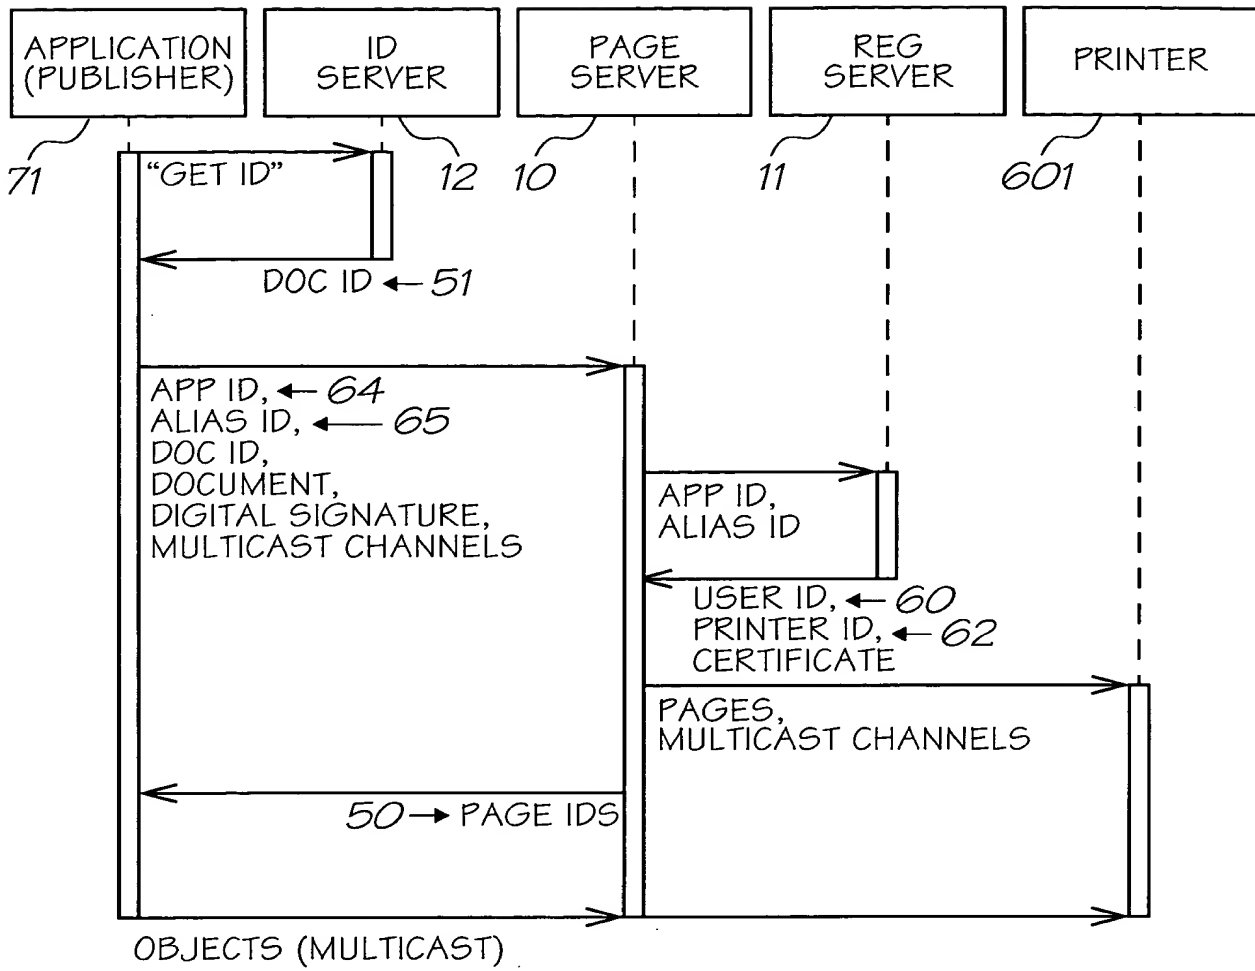 APPLICATION
(PUBLISHER)
ID
SERVER
PAGE
SERVER
REG
SERVER
PRINTER
71
12
10
11
601
"GET ID"
DOC ID
51
APP ID,
64
ALIAS ID,
65
DOC ID,
DOCUMENT,
DIGITAL SIGNATURE,
MULTICAST CHANNELS
APP ID,
ALIAS ID
USER ID,
60
PRINTER ID,
62
CERTIFICATE
PAGES,
MULTICAST CHANNELS
50
PAGE IDS
OBJECTS (MULTICAST)